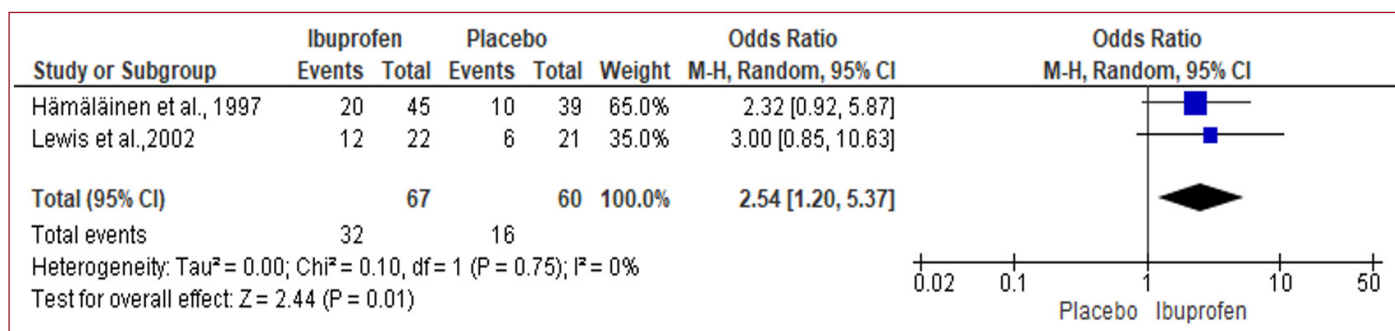 Ibuprofen Placebo Odds Ratio Odds Ratio
Study or Subgroup Events Total Events Total Weight M-H, Random, 95% CI M-H, Random, 95% CI
Hämäläinen et al., 1997 20 45 10 39 65.0% 2.32 [0.92, 5.87]
Lewis et al.,2002 12 22 6 21 35.0% 3.00 [0.85, 10.63]
Total (95% CI) 67 60 100.0% 2.54 [1.20, 5.37]
Total events 32 16
Heterogeneity: Tau² = 0.00; Chi² = 0.10, df = 1 (P = 0.75); I² = 0%
Test for overall effect: Z = 2.44 (P = 0.01)
0.02 0.1 1 10 50
Placebo Ibuprofen